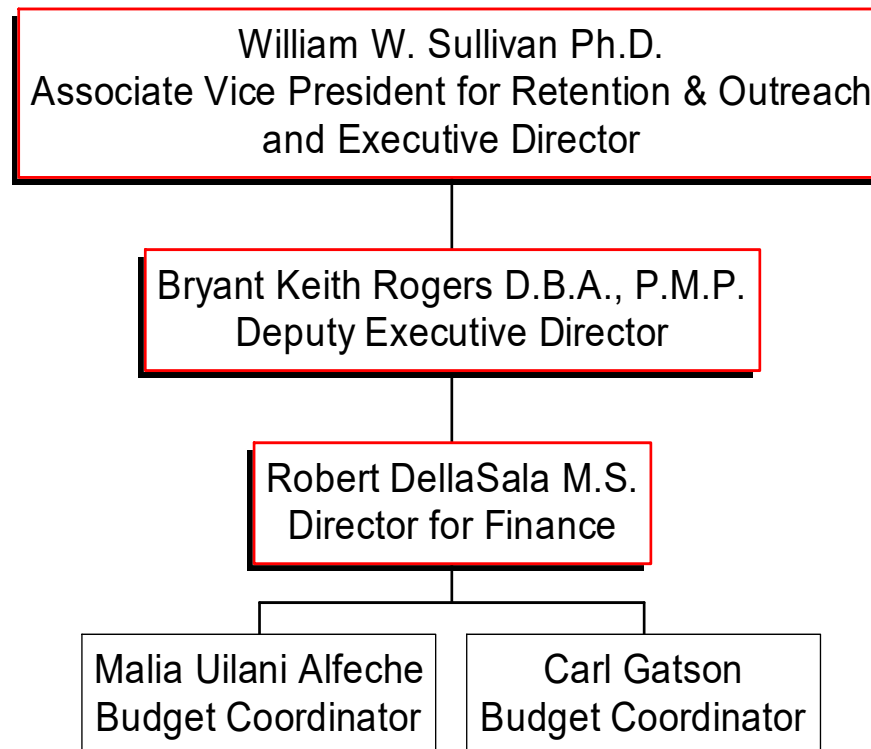 William W. Sullivan Ph.D.
Associate Vice President for Retention & Outreach
and Executive Director
Bryant Keith Rogers D.B.A., P.M.P.
Deputy Executive Director
Robert DellaSala M.S.
Director for Finance
Malia Uilani Alfeche
Budget Coordinator
Carl Gatson
Budget Coordinator